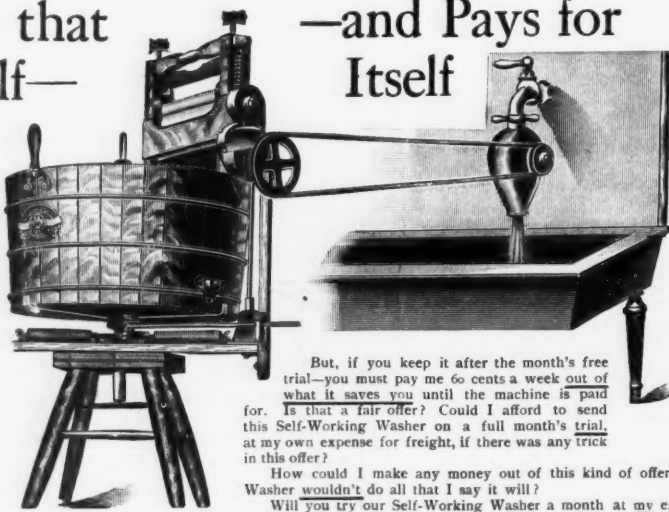 that
—and Pays for
lf—
Itself
But, if you keep it after the month's free
trial—you must pay me 60 cents a week out of
what it saves you until the machine is paid
for. Is that a fair offer? Could I afford to send
this Self-Working Washer on a full month's trial,
at my own expense for freight, if there was any trick
in this offer?
How could I make any money out of this kind of offer
Washer wouldn't do all that I say it will?
Will you try our Self-Working Washer a month at my e